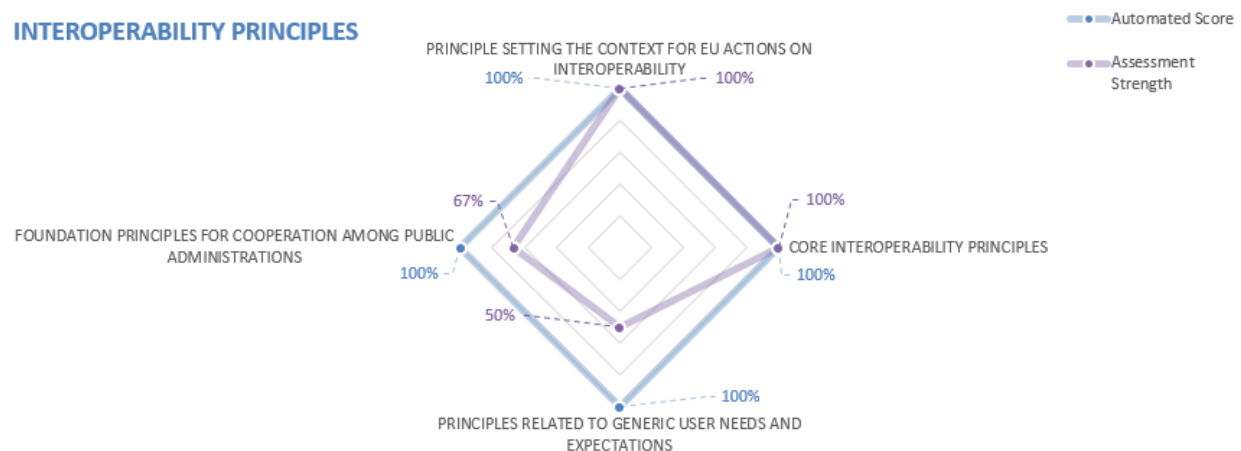 INTEROPERABILITY PRINCIPLES
Automated Score
Assessment
Strength
PRINCIPLE SETTING THE CONTEXT FOR EU ACTIONS ON
INTEROPERABILITY
100%
100%
67%
100%
FOUNDATION PRINCIPLES FOR COOPERATION AMONG PUBLIC
ADMINISTRATIONS
CORE INTEROPERABILITY PRINCIPLES
100%
100%
50%
100%
PRINCIPLES RELATED TO GENERIC USER NEEDS AND
EXPECTATIONS